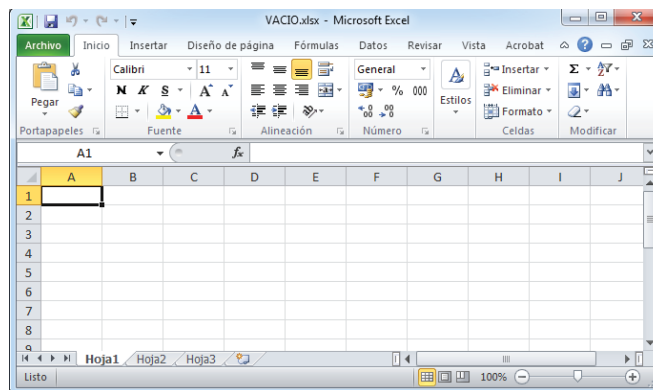 VACIO.xlsx - Microsoft Excel
Archivo Inicio Insertar Diseño de página Fórmulas Datos Revisar Vista Acrobat
Calibri 11 General Insertar Σ
Pegar N K S A A % 000 Estilos Eliminar
A Formato
Portapapeles Fuente Alineación Número Celdas Modificar
A1 fx
A B C D E F G H I J
1
2
3
4
5
6
7
8
9
Hoja1 Hoja2 Hoja3
Listo 100%